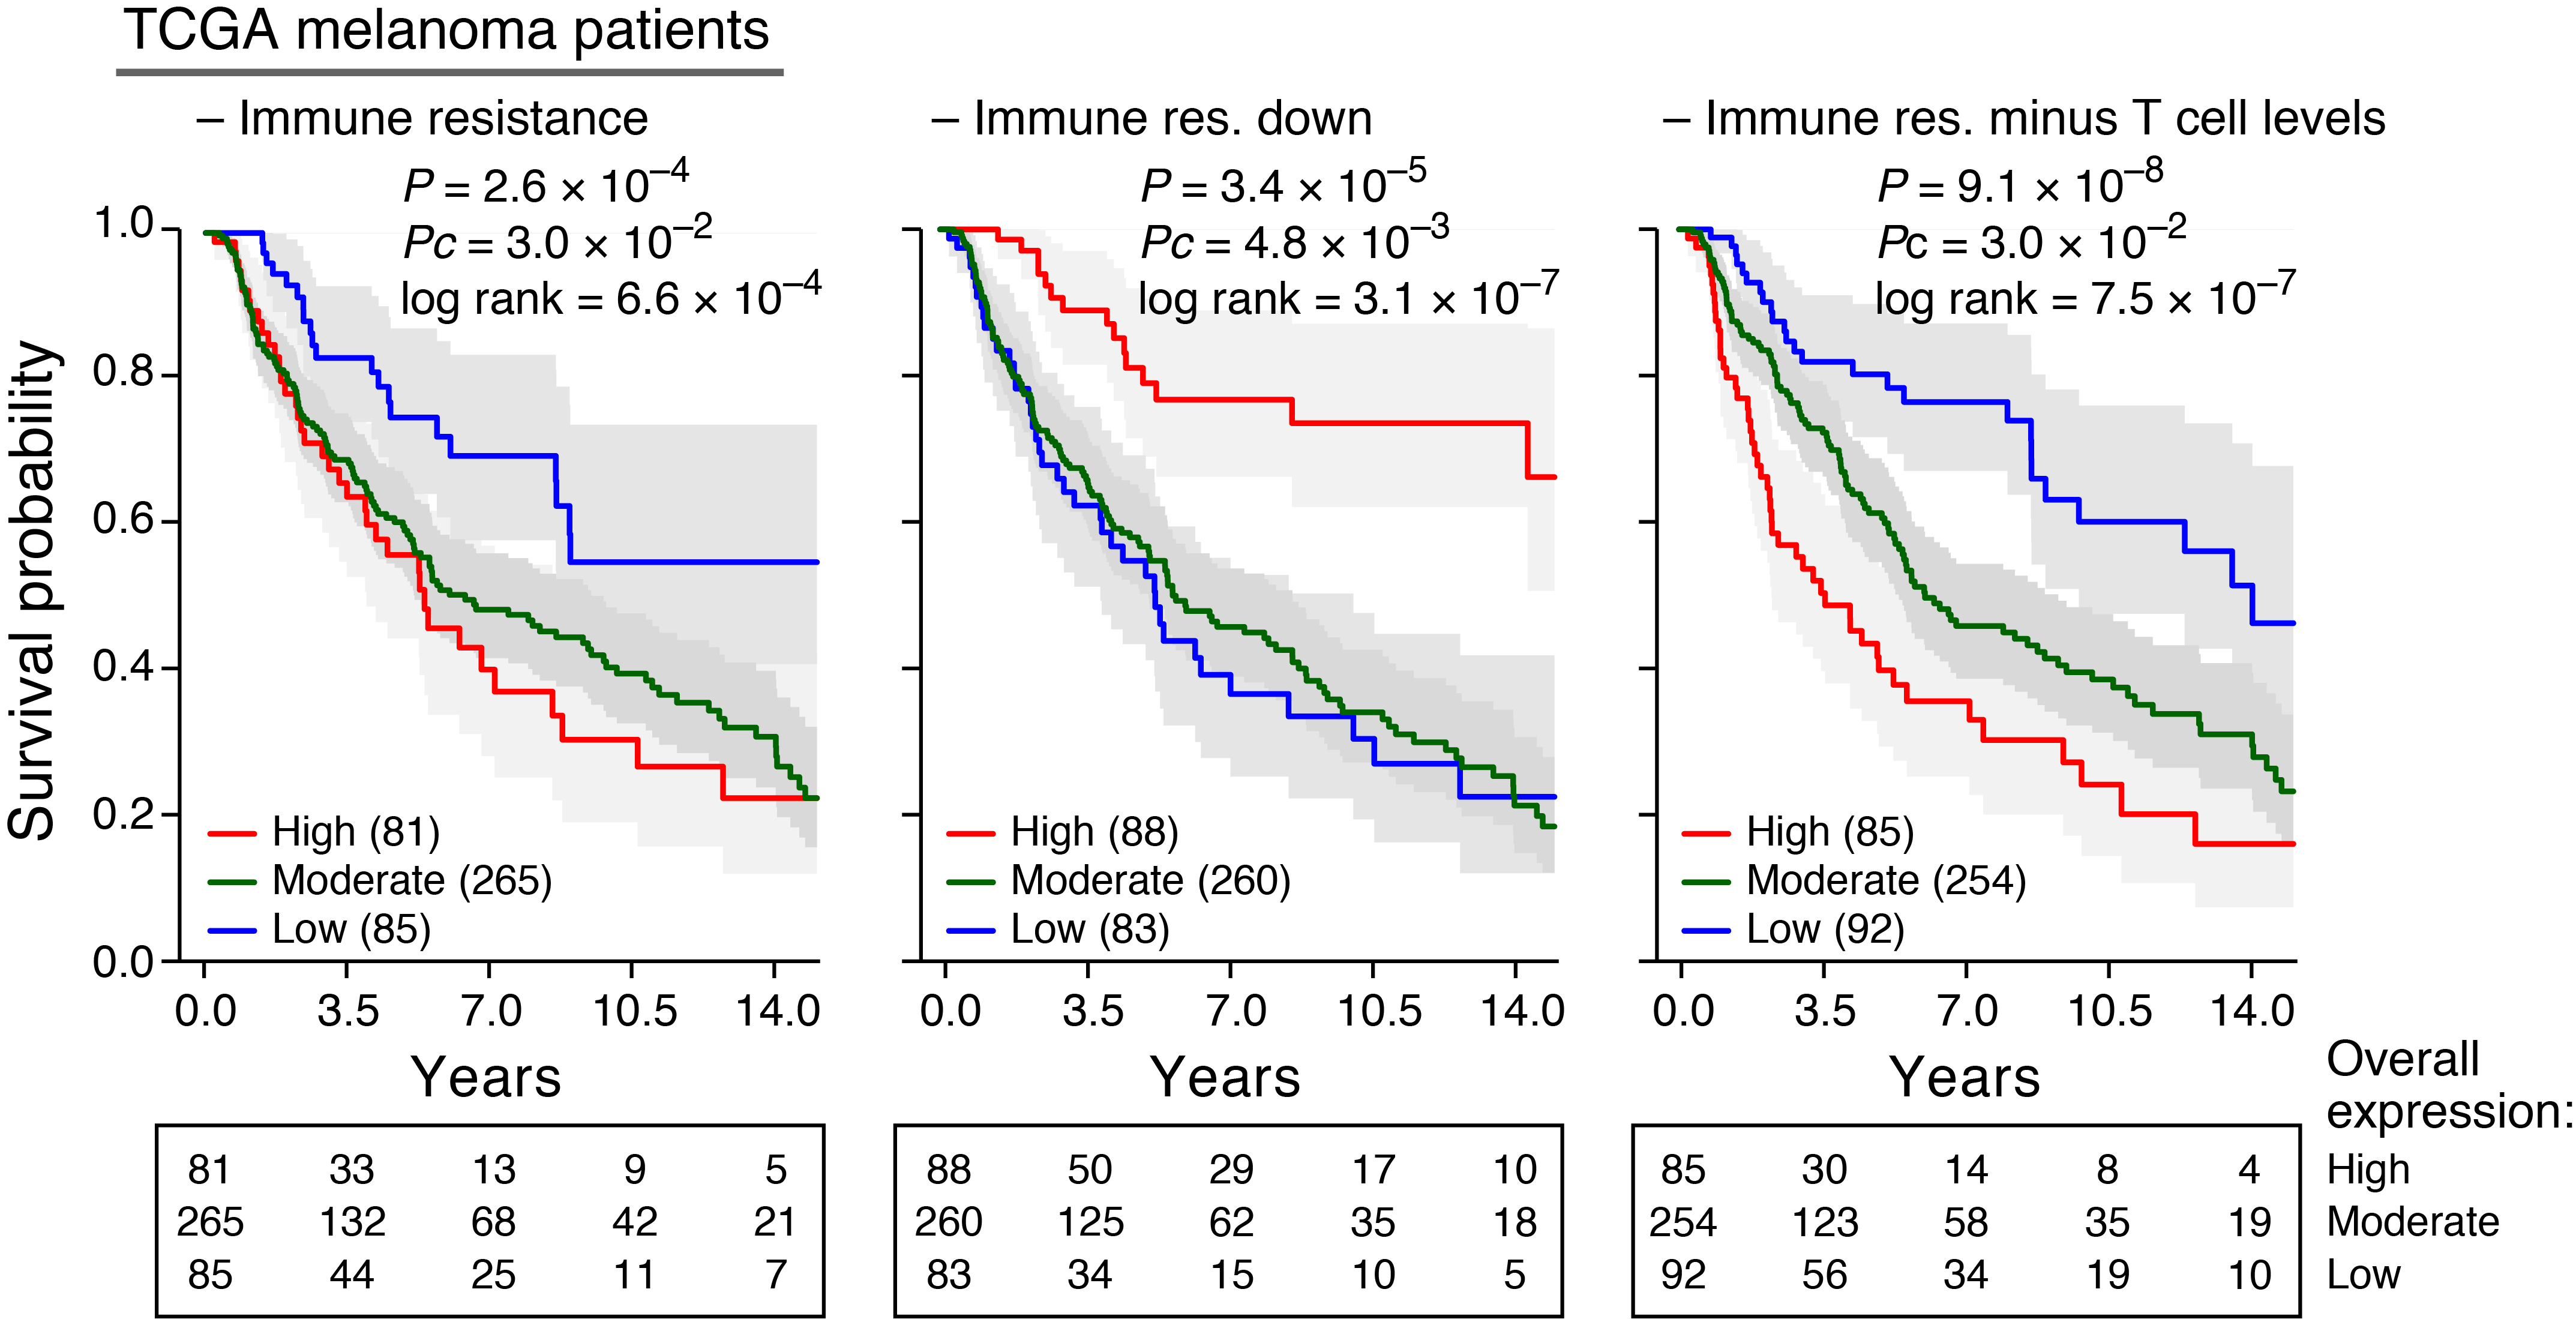 TCGA melanoma patients
– Immune resistance
P = 2.6 × 10⁻⁴
Pc = 3.0 × 10⁻²
log rank = 6.6 × 10⁻⁴
Survival probability
1.0
0.8
0.6
0.4
0.2
0.0
High (81)
Moderate (265)
Low (85)
0.0 3.5 7.0 10.5 14.0
Years
81 33 13 9 5
265 132 68 42 21
85 44 25 11 7
– Immune res. down
P = 3.4 × 10⁻⁵
Pc = 4.8 × 10⁻³
log rank = 3.1 × 10⁻⁷
High (88)
Moderate (260)
Low (83)
0.0 3.5 7.0 10.5 14.0
Years
88 50 29 17 10
260 125 62 35 18
83 34 15 10 5
– Immune res. minus T cell levels
P = 9.1 × 10⁻⁸
Pc = 3.0 × 10⁻²
log rank = 7.5 × 10⁻⁷
High (85)
Moderate (254)
Low (92)
0.0 3.5 7.0 10.5 14.0
Years
85 30 14 8 4
254 123 58 35 19
92 56 34 19 10
Overall
expression:
High
Moderate
Low